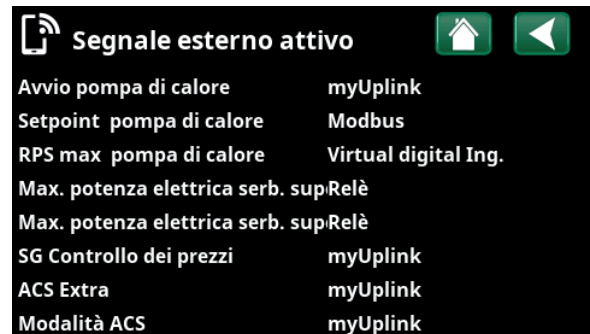 Segnale esterno attivo
Avvio pompa di calore myUplink
Setpoint pompa di calore Modbus
RPS max pompa di calore Virtual digital Ing.
Max. potenza elettrica serb. sup Relè
Max. potenza elettrica serb. sup Relè
SG Controllo dei prezzi myUplink
ACS Extra myUplink
Modalità ACS myUplink